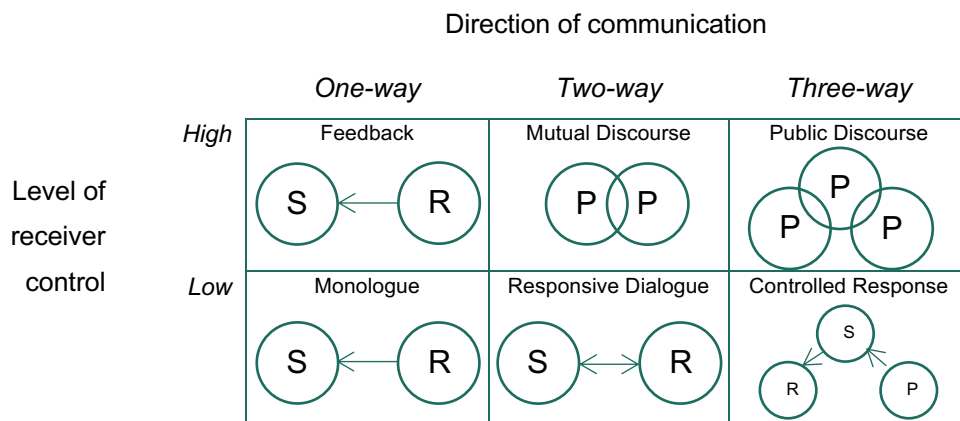 Direction of communication
One-way Two-way Three-way
High
Feedback Mutual Discourse Public Discourse
S R P P P P P
Level of
receiver
control
Low
Monologue Responsive Dialogue Controlled Response
S R S R S R P